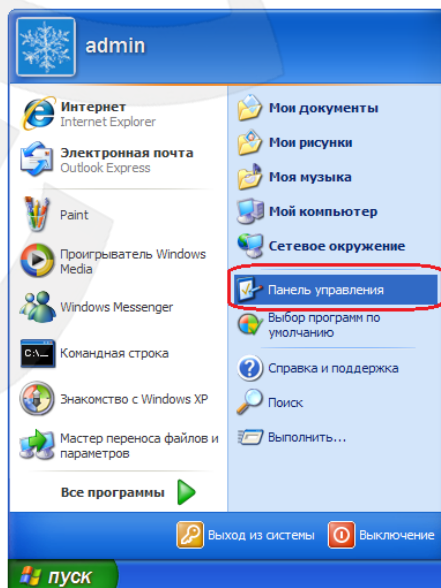 admin
Интернет
Internet Explorer
Электронная почта
Outlook Express
Paint
Проигрыватель Windows
Media
Windows Messenger
C:\_
Командная строка
Знакомство с Windows XP
Мастер переноса файлов и
параметров
Все программы
Мои документы
Мои рисунки
Моя музыка
Мой компьютер
Сетевое окружение
Панель управления
Выбор программ по
умолчанию
Справка и поддержка
Поиск
Выполнить...
Выход из системы
Выключение
пуск